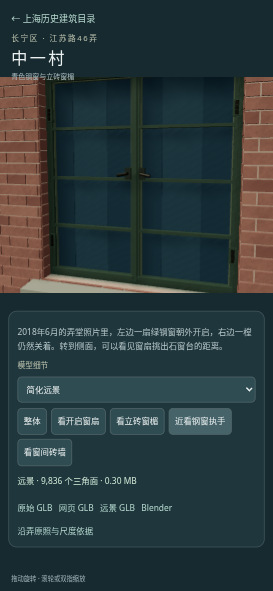 ← 上海历史建筑目录
长宁区 · 江苏路46弄
中一村
青色钢窗与立砖窗楣
2018年6月的弄堂照片里，左边一扇绿钢窗朝外开启，右边一樘
仍然关着。转到侧面，可以看见窗扇挑出石窗台的距离。
模型细节
简化远景
整体 看开启窗扇 看立砖窗楣 近看钢窗执手
看窗间砖墙
远景 · 9,836 个三角面 · 0.30 MB
原始 GLB 网页 GLB 远景 GLB Blender
沿弄原照与尺度依据
拖动旋转 · 滚轮或双指缩放